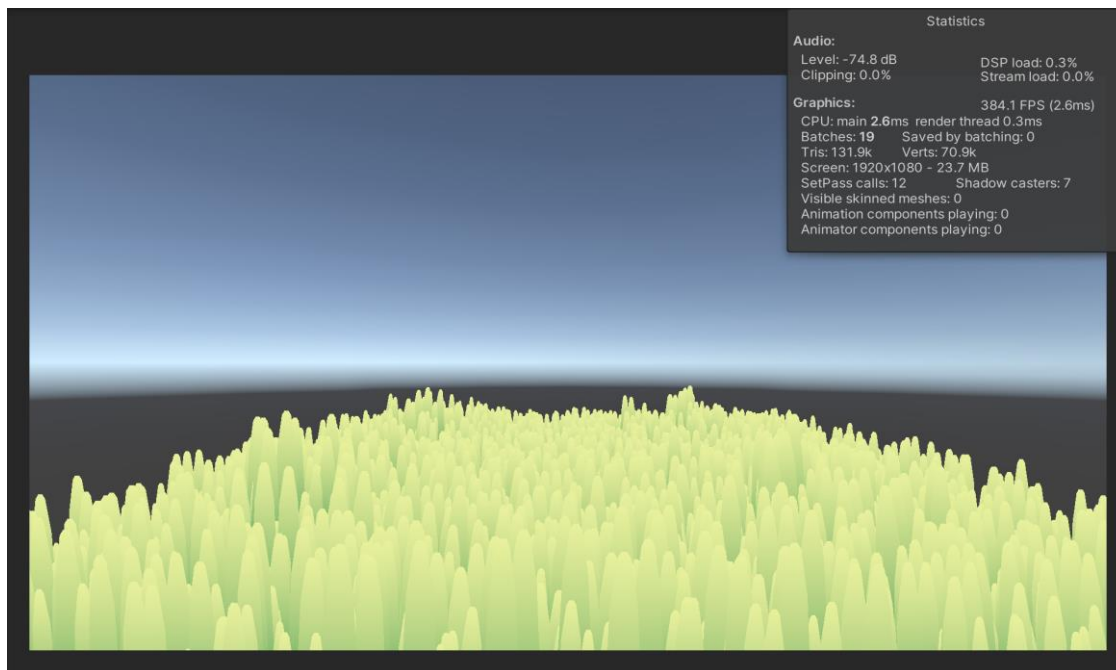 Statistics
Audio:
Level: -74.8 dB DSP load: 0.3%
Clipping: 0.0% Stream load: 0.0%
Graphics: 384.1 FPS (2.6ms)
CPU: main 2.6ms render thread 0.3ms
Batches: 19 Saved by batching: 0
Tris: 131.9k Verts: 70.9k
Screen: 1920x1080 - 23.7 MB
SetPass calls: 12 Shadow casters: 7
Visible skinned meshes: 0
Animation components playing: 0
Animator components playing: 0